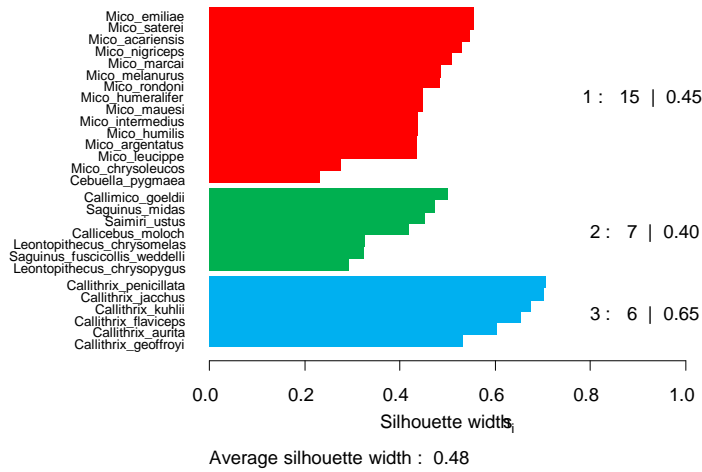 Mico_emiliae
Mico_saterei
Mico_acariensis
Mico_nigriceps
Mico_marcai
Mico_melanurus
Mico_rondoni
Mico_humeralifer
Mico_mauesi
Mico_intermedius
Mico_humilis
Mico_argentatus
Mico_leucippe
Mico_chrysoleucos
Cebuella_pygmaea
1 : 15 | 0.45
Callimico_goeldii
Saguinus_midas
Saimiri_ustus
Callicebus_moloch
Leontopithecus_chrysomelas
Saguinus_fuscicollis_weddelli
Leontopithecus_chrysopygus
2 : 7 | 0.40
Callithrix_penicillata
Callithrix_jacchus
Callithrix_kuhlii
Callithrix_flaviceps
Callithrix_aurita
Callithrix_geoffroyi
3 : 6 | 0.65
0.0 0.2 0.4 0.6 0.8 1.0
Silhouette width si
Average silhouette width : 0.48